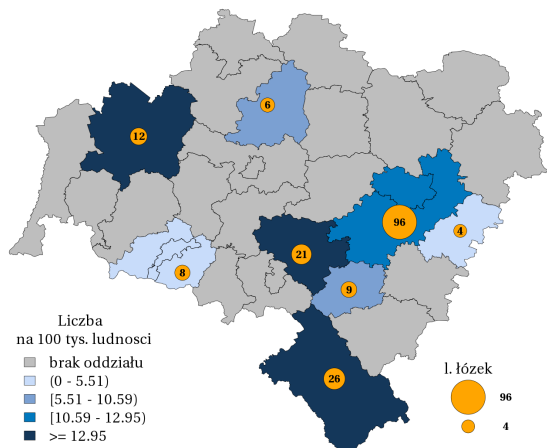 6
12
96
4
21
8
9
26
Liczba
na 100 tys. ludnosci
brak oddziału
(0 - 5.51)
[5.51 - 10.59)
[10.59 - 12.95)
>= 12.95
l. łózek
96
4